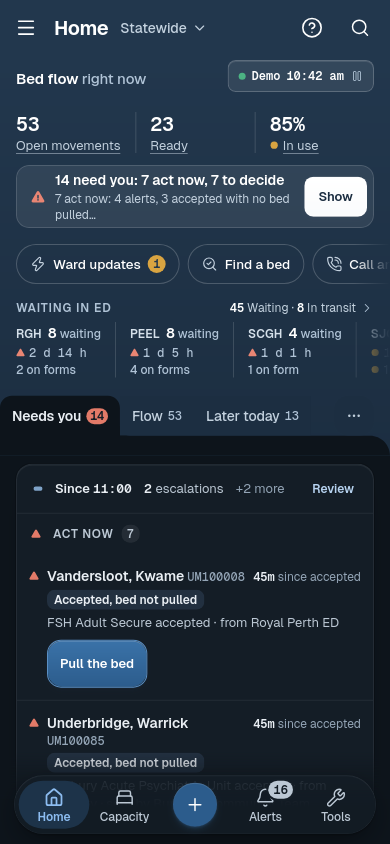 Home Statewide
Bed flow right now
Demo 10:42 am
53 23 85%
Open movements Ready In use
14 need you: 7 act now, 7 to decide
7 act now: 4 alerts, 3 accepted with no bed
pulled…
Show
Ward updates 1 Find a bed Call
WAITING IN ED 45 Waiting · 8 In transit
RGH 8 waiting PEEL 8 waiting SCGH 4 waiting
2 d 14 h 1 d 5 h 1 d 1 h
2 on forms 4 on forms 1 on form
Needs you 14 Flow 53 Later today 13 ...
Since 11:00 2 escalations +2 more Review
ACT NOW 7
Vandersloot, Kwame UM100008 45m since accepted
Accepted, bed not pulled
FSH Adult Secure accepted · from Royal Perth ED
Pull the bed
Underbridge, Warrick 45m since accepted
UM100085
Accepted, bed not pulled
Acute from
16
Home Capacity + Alerts Tools